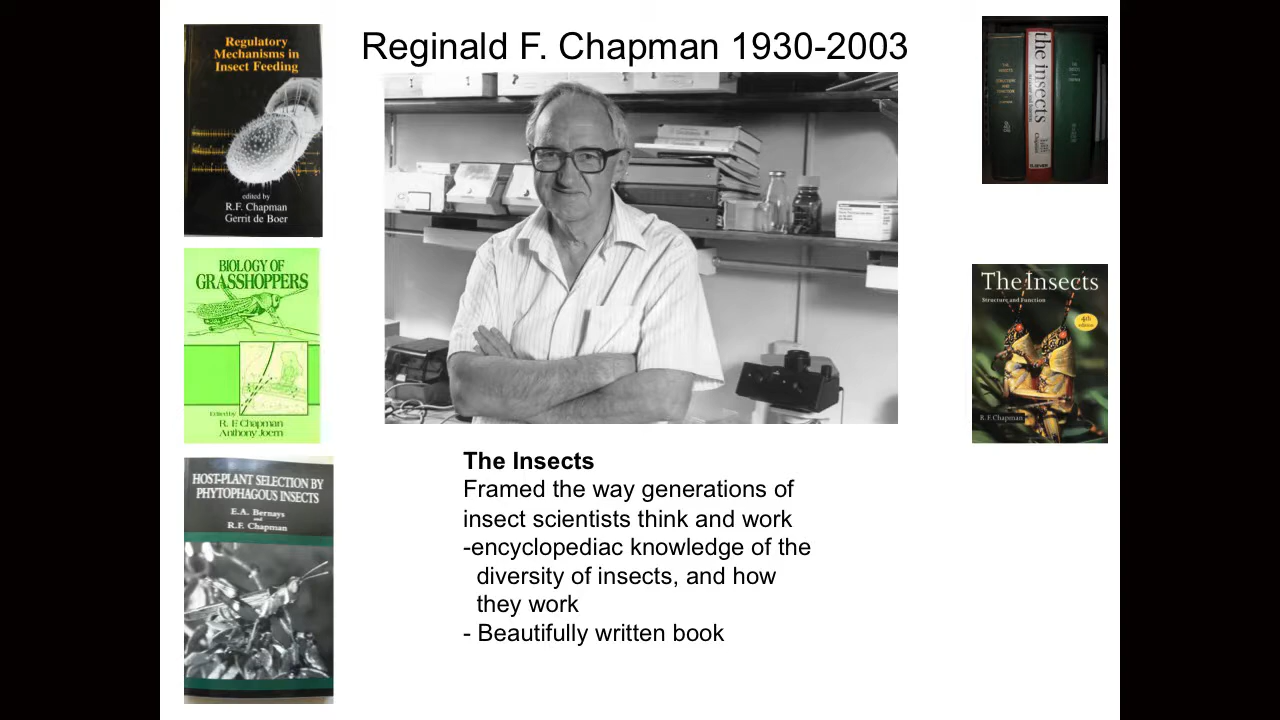 Reginald F. Chapman 1930-2003
Regulatory
Mechanisms in
Insect Feeding
edited by
R.F. Chapman
Gerrit de Boer
BIOLOGY OF
GRASSHOPPERS
Edited by
R. F. Chapman
Anthony Joern
HOST-PLANT SELECTION BY
PHYTOPHAGOUS INSECTS
E.A. Bernays
and
R.F. Chapman
the insects
Chapman
The Insects
Structure and Function
4th
edition
R.F. Chapman
The Insects
Framed the way generations of
insect scientists think and work
-encyclopediac knowledge of the
diversity of insects, and how
they work
- Beautifully written book